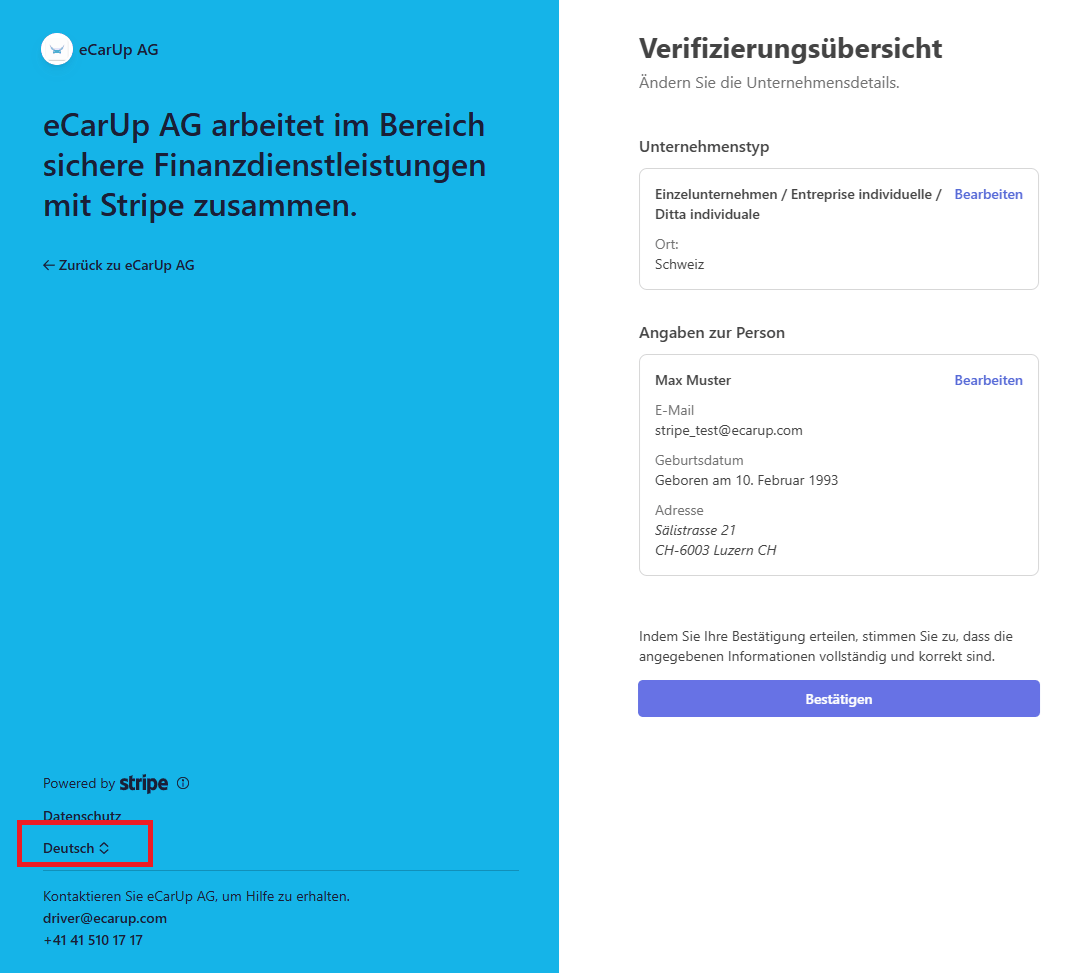 eCarUp AG
eCarUp AG arbeitet im Bereich
sichere Finanzdienstleistungen
mit Stripe zusammen.
← Zurück zu eCarUp AG
Powered by stripe
Datenschutz
Deutsch
Kontaktieren Sie eCarUp AG, um Hilfe zu erhalten.
driver@ecarup.com
+41 41 510 17 17
Verifizierungsübersicht
Ändern Sie die Unternehmensdetails.
Unternehmenstyp
Einzelunternehmen / Entreprise individuelle / Bearbeiten
Ditta individuale
Ort:
Schweiz
Angaben zur Person
Max Muster Bearbeiten
E-Mail
stripe_test@ecarup.com
Geburtsdatum
Geboren am 10. Februar 1993
Adresse
Sälistrasse 21
CH-6003 Luzern CH
Indem Sie Ihre Bestätigung erteilen, stimmen Sie zu, dass die
angegebenen Informationen vollständig und korrekt sind.
Bestätigen